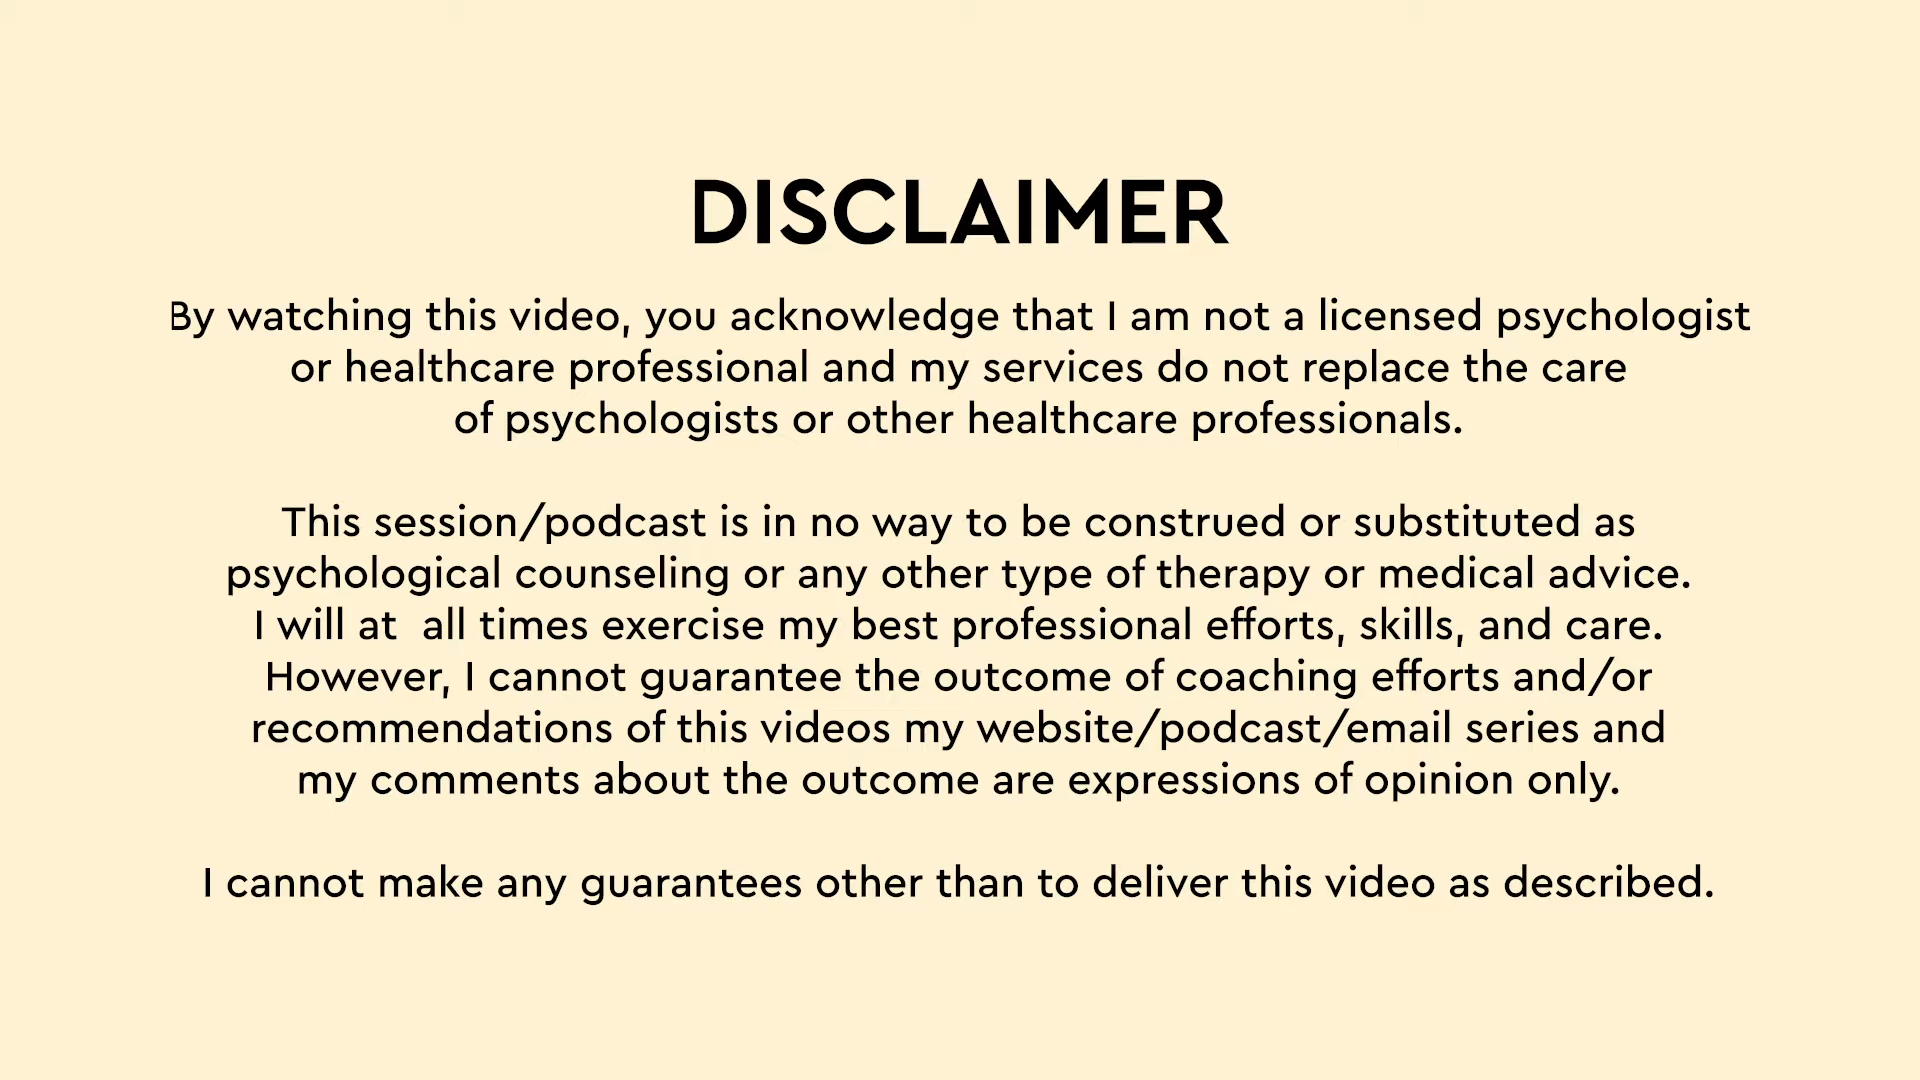 DISCLAIMER
By watching this video, you acknowledge that I am not a licensed psychologist
or healthcare professional and my services do not replace the care
of psychologists or other healthcare professionals.
This session/podcast is in no way to be construed or substituted as
psychological counseling or any other type of therapy or medical advice.
I will at  all times exercise my best professional efforts, skills, and care.
However, I cannot guarantee the outcome of coaching efforts and/or
recommendations of this videos my website/podcast/email series and
my comments about the outcome are expressions of opinion only.
I cannot make any guarantees other than to deliver this video as described.